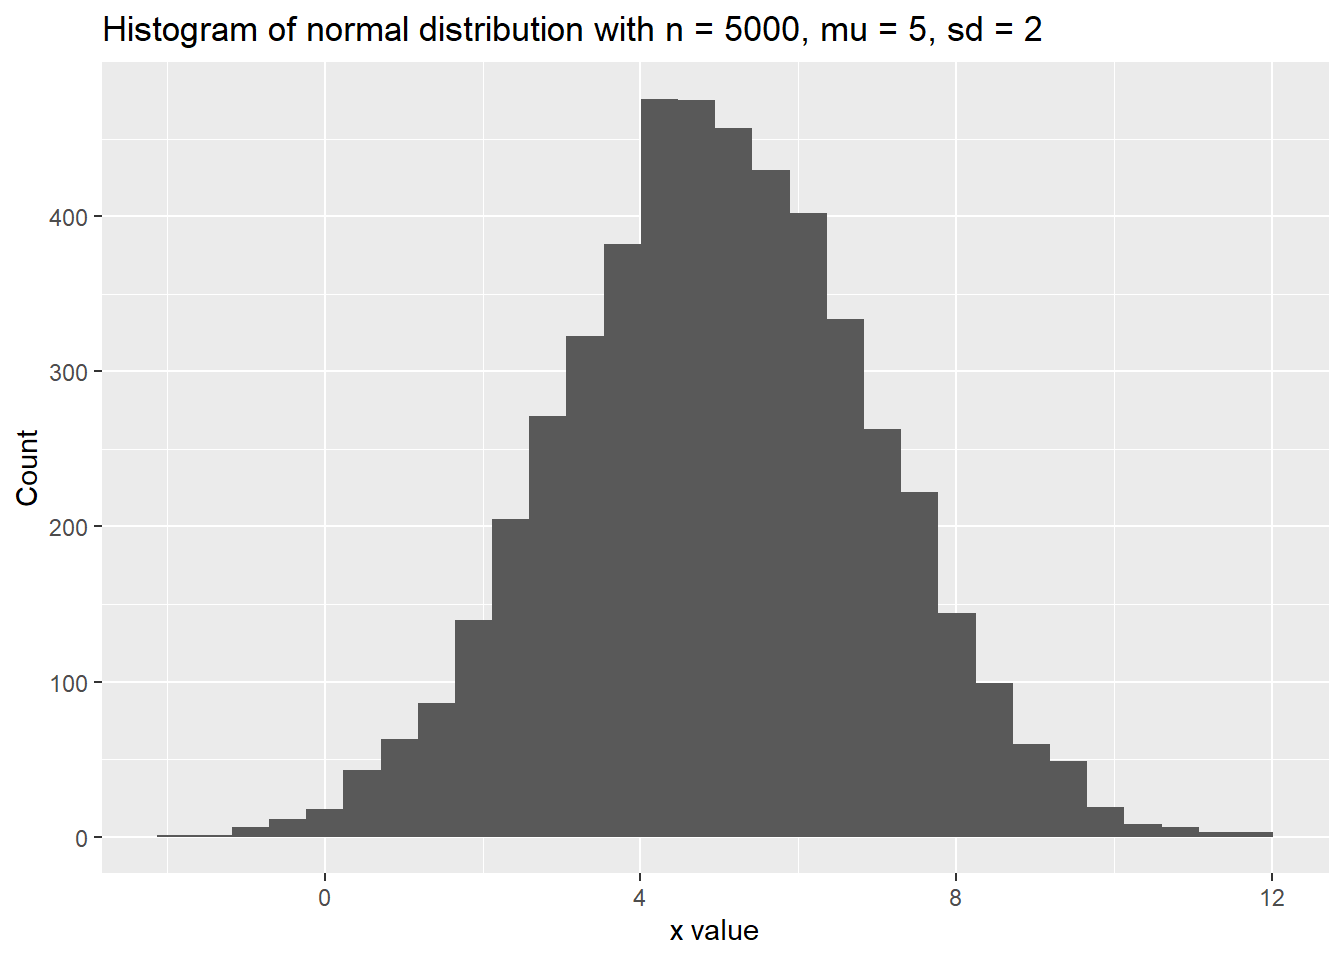 Histogram of normal distribution with n = 5000, mu = 5, sd = 2
Count
400
300
200
100
0
0 4 8 12
x value